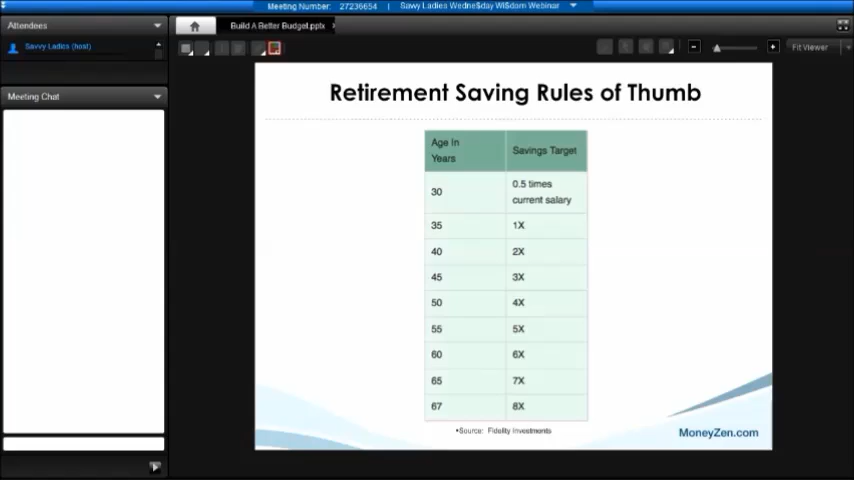 Meeting Number: 27236654 | Savvy Ladies Wednesday WISdom Webinar
Attendees
Build A Better Budget.pptx
Savvy Ladies (host)
Fit Viewer
Meeting Chat
Retirement Saving Rules of Thumb
Age in Years
Savings Target
30
0.5 times current salary
35 1X
40 2X
45 3X
50 4X
55 5X
60 6X
65 7X
67 8X
•Source: Fidelity Investments
MoneyZen.com